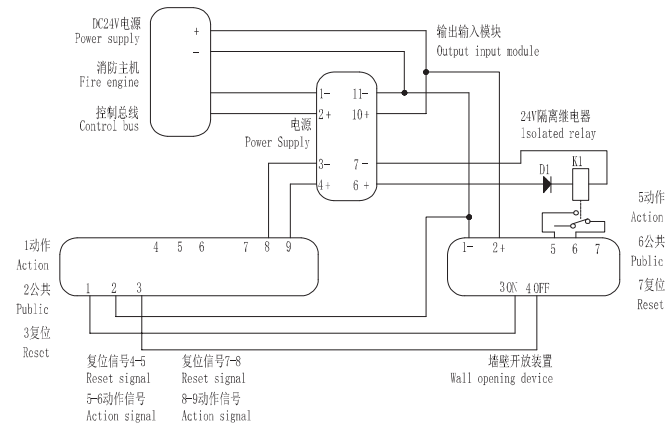 DC24V电源
Power supply
+
−
消防主机
Fire engine
控制总线
Control bus
输出输入模块
Output input module
电源
Power Supply
1− 11−
2+ 10+
3− 7−
4+ 6+
24V隔离继电器
Isolated relay
D1
K1
5动作
Action
6公共
Public
7复位
Reset
1动作
Action
2公共
Public
3复位
Reset
4 5 6 7 8 9
1 2 3
1− 2+ 5 6 7
3ON 4OFF
复位信号4-5
Reset signal
5-6动作信号
Action signal
复位信号7-8
Reset signal
8-9动作信号
Action signal
墙壁开放装置
Wall opening device